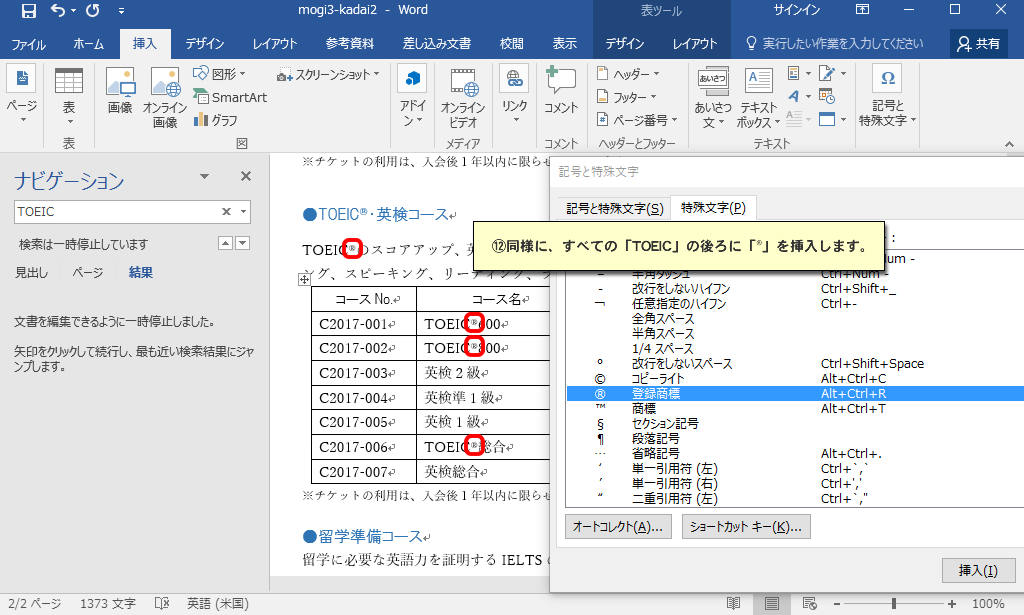 mogi3-kadai2 - Word
表ツール
サインイン
ファイル ホーム 挿入 デザイン レイアウト 参考資料 差し込み文書 校閲 表示 デザイン レイアウト 実行したい作業を入力してください 共有
ページ
表
画像
オンライン
画像
図形
SmartArt
グラフ
スクリーンショット
アドイ
ン
オンライン
ビデオ
リンク
コメント
ヘッダー
フッター
ページ番号
あいさつ
あいさつ
文
テキスト
ボックス
記号と
特殊文字
表
図
メディア
コメント
ヘッダーとフッター
テキスト
ナビゲーション
TOEIC
検索は一時停止しています
見出し ページ 結果
文書を編集できるように一時停止しました。
矢印をクリックして続行し、最も近い検索結果にジャ
ンプします。
※チケットの利用は、入会後 1 年以内に限らせ
●TOEIC®・英検コース
TOEIC®のスコアアップ、英
ング、スピーキング、リーディング、ラ
コース No. コース名
C2017-001 TOEIC®600
C2017-002 TOEIC®800
C2017-003 英検 2 級
C2017-004 英検準 1 級
C2017-005 英検 1 級
C2017-006 TOEIC®総合
C2017-007 英検総合
※チケットの利用は、入会後 1 年以内に限らせ
●留学準備コース
留学に必要な英語力を証明する IELTS
記号と特殊文字
記号と特殊文字(S) 特殊文字(P)
⑫同様に、すべての「TOEIC」の後ろに「®」を挿入します。
半角ダッシュ Ctrl+Num -
- 改行をしないハイフン Ctrl+Shift+_
¬ 任意指定のハイフン Ctrl+-
全角スペース
半角スペース
1/4 スペース
° 改行をしないスペース Ctrl+Shift+Space
© コピーライト Alt+Ctrl+C
® 登録商標 Alt+Ctrl+R
™ 商標 Alt+Ctrl+T
§ セクション記号
¶ 段落記号
… 省略記号 Alt+Ctrl+.
‘ 単一引用符 (左) Ctrl+`,`
’ 単一引用符 (右) Ctrl+','
“ 二重引用符 (左) Ctrl+`,"
オートコレクト(A)... ショートカット キー(K)...
挿入(I)
2/2 ページ 1373 文字 英語 (米国) 100%